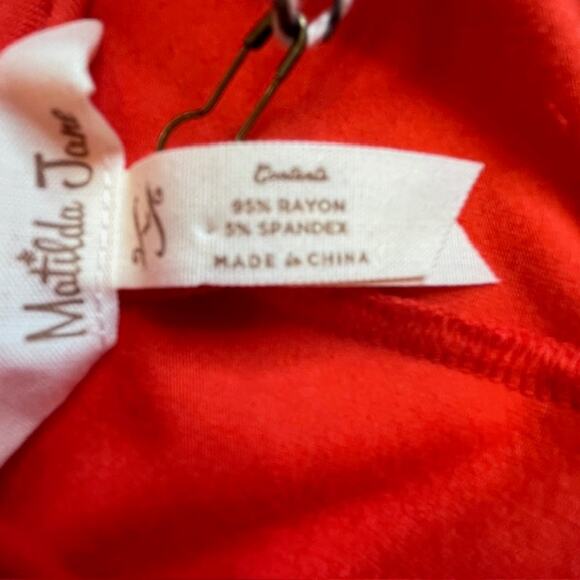 Matilda Jane
Contents
95% RAYON
5% SPANDEX
MADE in CHINA